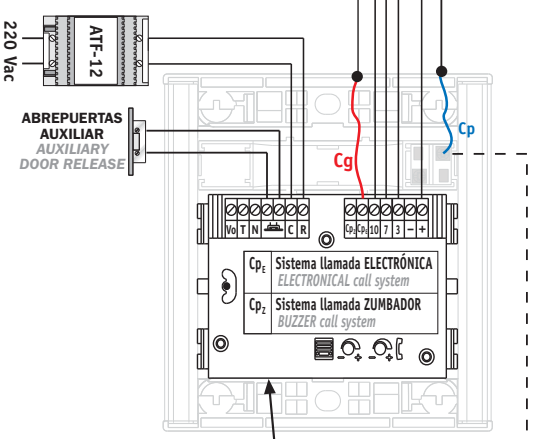 220 Vac
ATF-12
ABREPUERTAS
AUXILIAR
AUXILIARY
DOOR RELEASE
Cg
Cp
Vo T N C R
CpZ CpE 10 7 3 − +
CpE Sistema llamada ELECTRÓNICA
ELECTRONICAL call system
CpZ Sistema llamada ZUMBADOR
BUZZER call system
− + − +